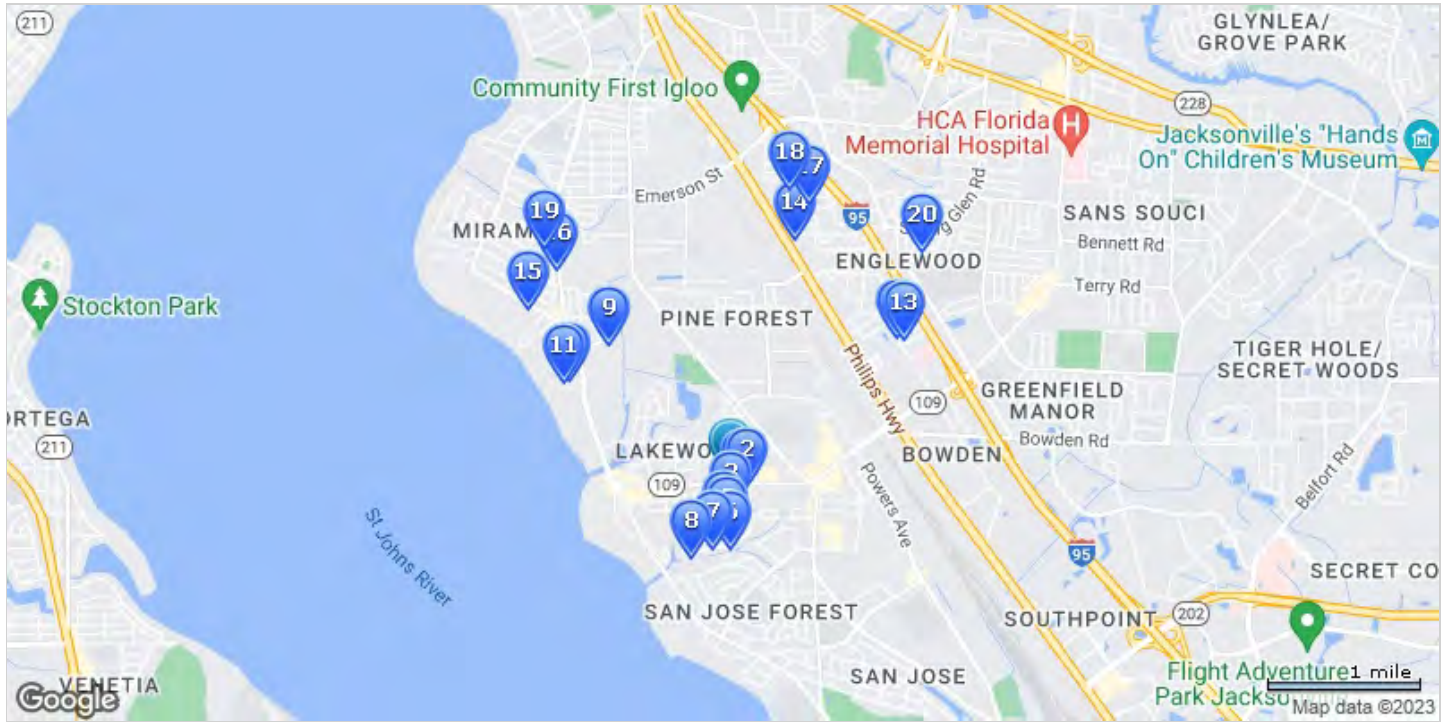 211
GLYNLEA/
GROVE PARK
Community First Igloo
228
HCA Florida
Memorial Hospital
H
Jacksonville's "Hands
On" Children's Museum
18
17
Emerson St
14
95
20
Glen Rd
SANS SOUCI
Bennett Rd
19
MIRAM
16
ENGLEWOOD
15
Terry Rd
Stockton Park
9
13
PINE FOREST
11
TIGER HOLE/
SECRET WOODS
Philips Hwy
GREENFIELD
MANOR
109
ORTEGA
211
LAKEWO
2
BOWDEN
Bowden Rd
109
Powers Ave
Belfort Rd
8
7
St Johns River
95
SECRET CO
SAN JOSE FOREST
SOUTHPOINT
202
SAN JOSE
Flight Adventure
Park Jackso
1 mile
VENETIA
Google
Map data ©2023